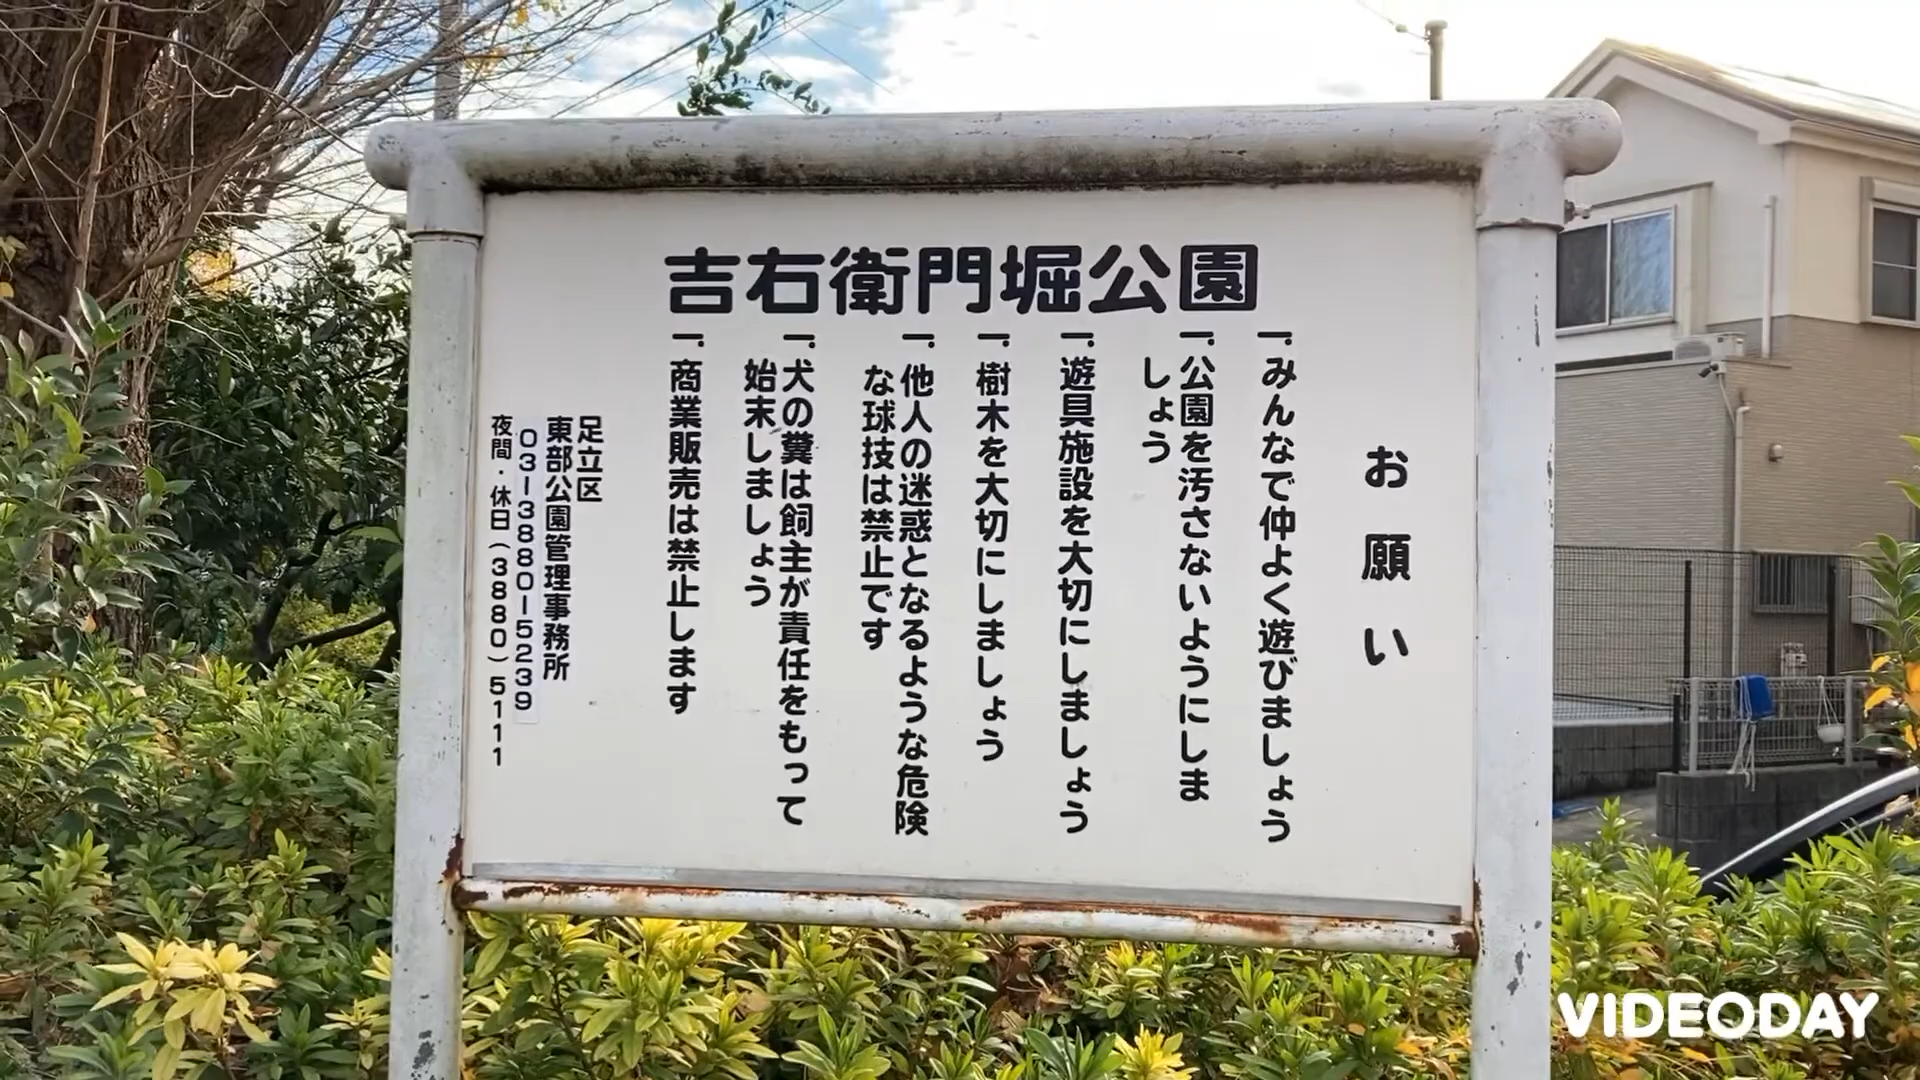 吉右衛門堀公園
お願い
一.みんなで仲よく遊びましょう
一.公園を汚さないようにしま
しょう
一.遊具施設を大切にしましょう
一.樹木を大切にしましょう
一.他人の迷惑となるような危険
な球技は禁止です
一.犬の糞は飼主が責任をもって
始末しましょう
一.商業販売は禁止します
足立区
東部公園管理事務所
03-3880-5239
夜間・休日(3880)5111
VIDEODAY